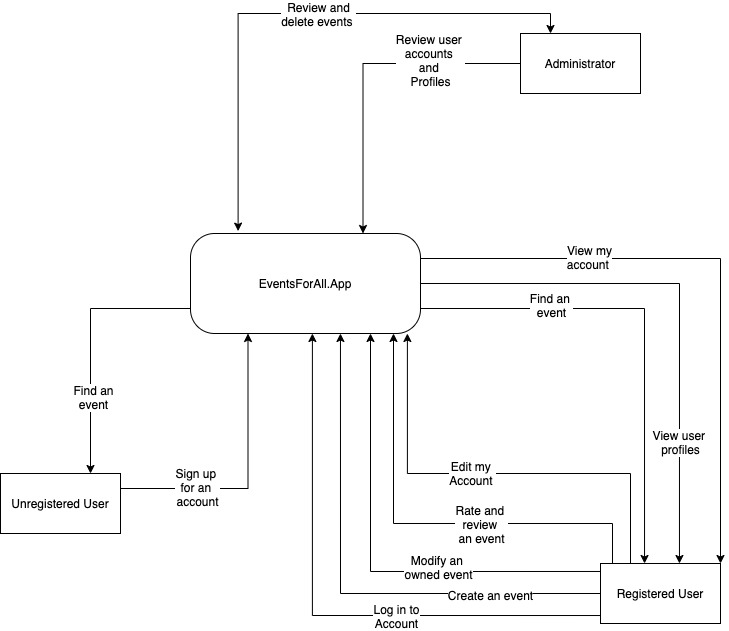 Review and
delete events
Review user
accounts
and
Profiles
Administrator
View my
account
EventsForAll.App
Find an
event
Find an
event
View user
profiles
Sign up
for an
account
Edit my
Account
Unregistered User
Rate and
review
an event
Modify an
owned event
Create an event
Registered User
Log in to
Account